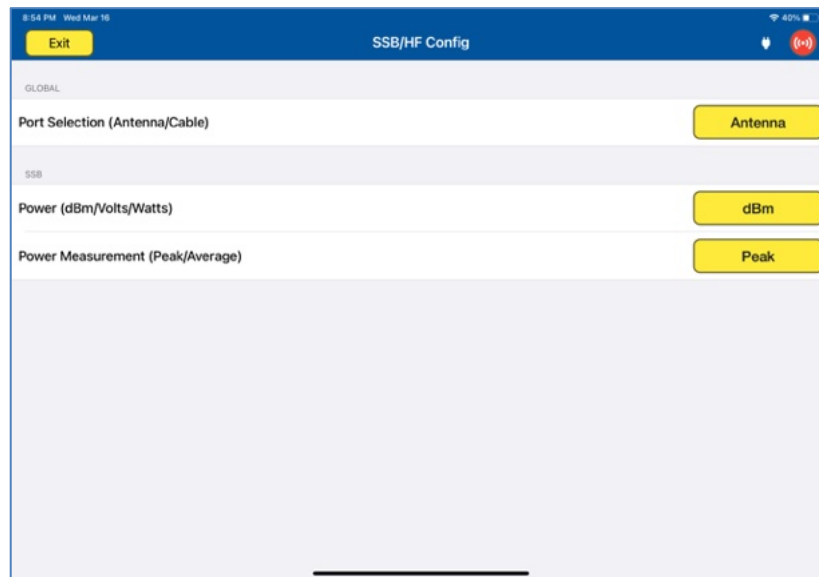 8:54 PM Wed Mar 16 40%
Exit SSB/HF Config
GLOBAL
Port Selection (Antenna/Cable) Antenna
SSB
Power (dBm/Volts/Watts) dBm
Power Measurement (Peak/Average) Peak